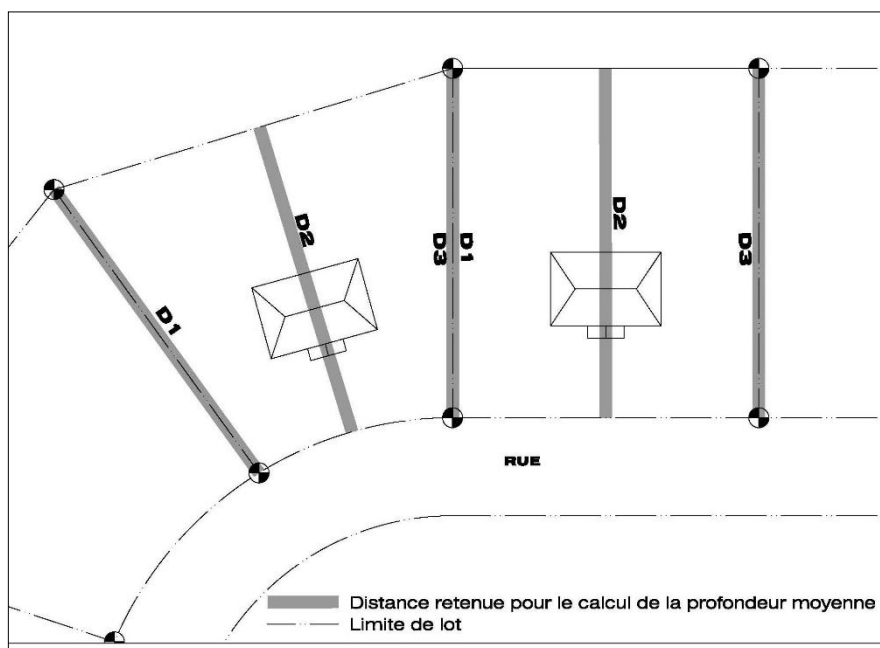 D1
D2
D3
D1
D2
D3
RUE
Distance retenue pour le calcul de la profondeur moyenne
Limite de lot